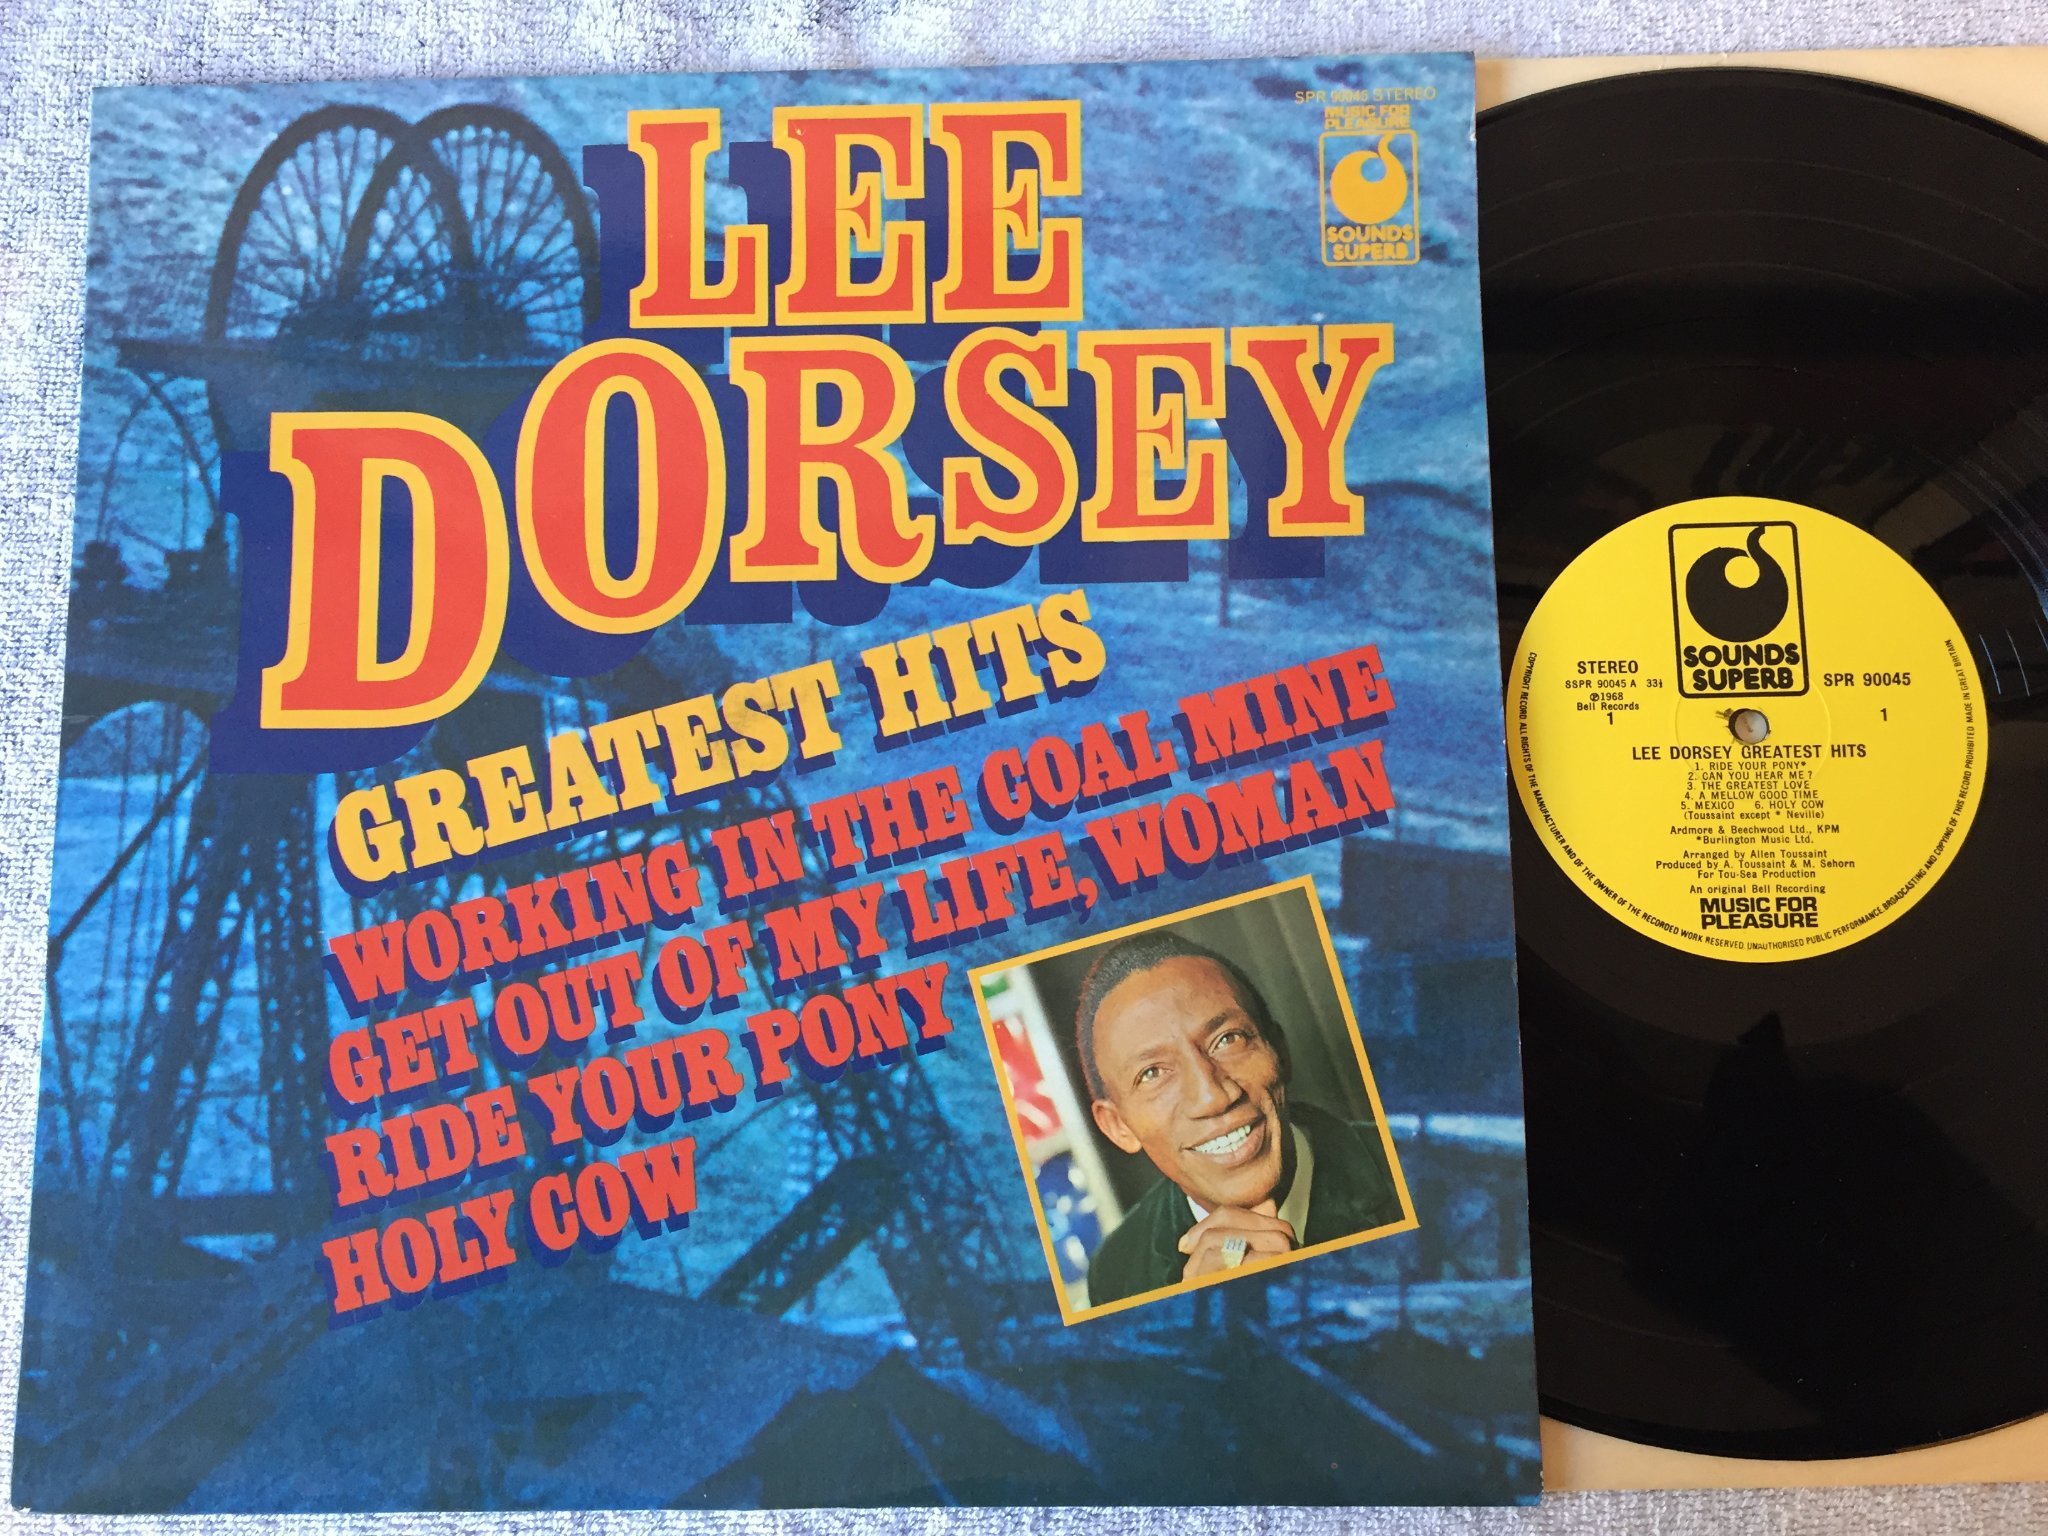 SPR 90045 STEREO
MUSIC FOR
PLEASURE
SOUNDS
SUPERB
LEE
DORSEY
GREATEST HITS
WORKING IN THE COAL MINE
GET OUT OF MY LIFE, WOMAN
RIDE YOUR PONY
HOLY COW
SOUNDS
SUPERB
STEREO
SSPR 90045 A 33⅓
Ⓟ1968
Bell Records
1
SPR 90045
1
LEE DORSEY GREATEST HITS
1. RIDE YOUR PONY*
2. CAN YOU HEAR ME?
3. THE GREATEST LOVE
4. A MELLOW GOOD TIME
5. MEXICO 6. HOLY COW
(Toussaint except * Neville)
Ardmore & Beechwood Ltd., KPM
*Burlington Music Ltd.
Arranged by Allen Toussaint
Produced by A. Toussaint & M. Sehorn
For Tou-Sea Production
An original Bell Recording
MUSIC FOR
PLEASURE
COPYRIGHT RECORD. ALL RIGHTS OF THE MANUFACTURER AND OF THE OWNER OF THE RECORDED WORK RESERVED. UNAUTHORISED PUBLIC PERFORMANCE, BROADCASTING AND COPYING OF THIS RECORD PROHIBITED. MADE IN GREAT BRITAIN